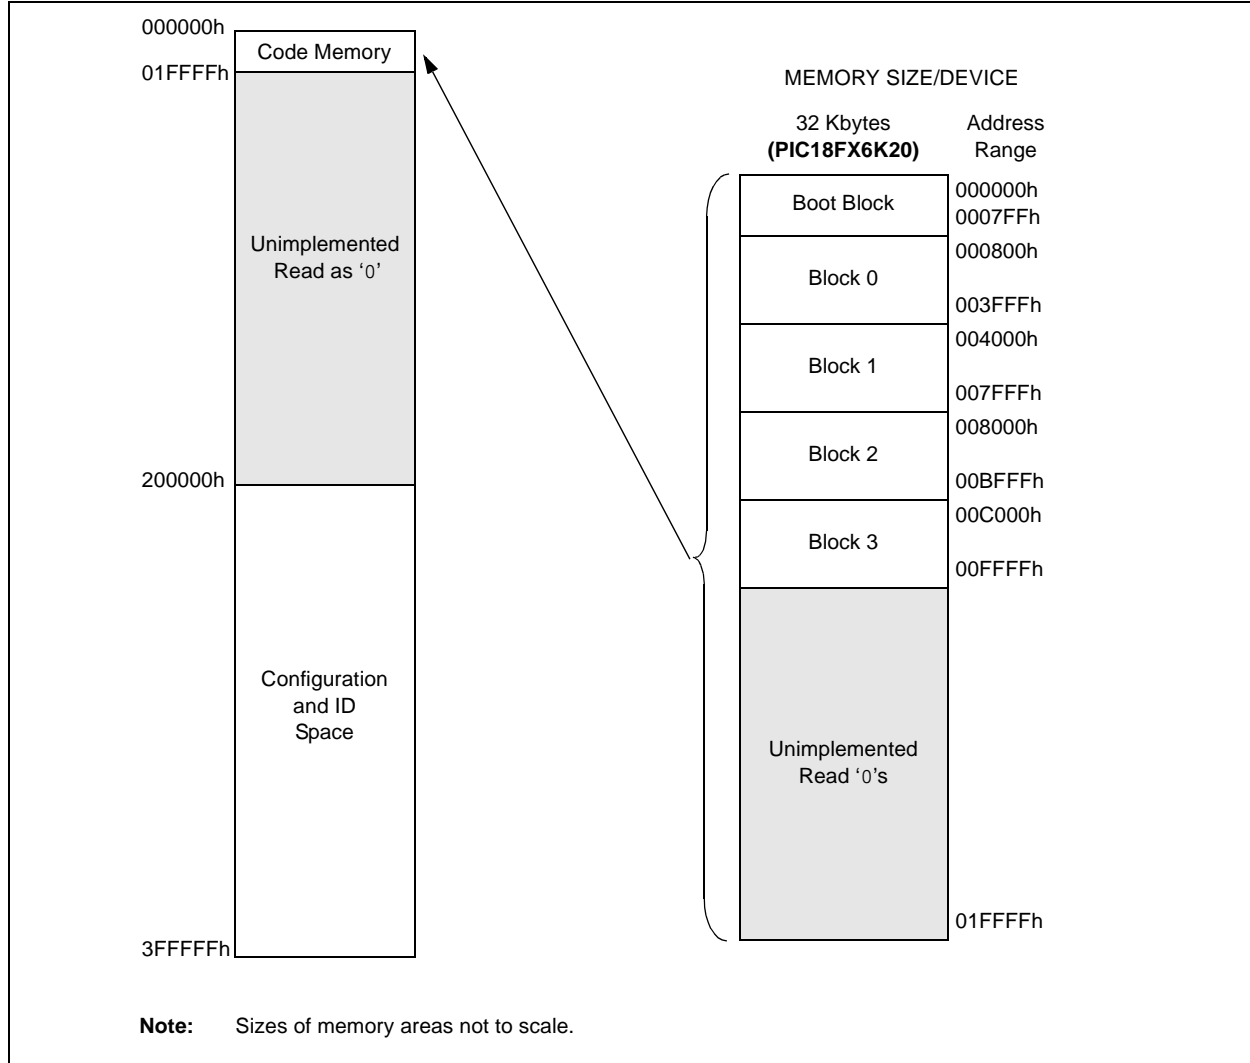 000000h
Code Memory
01FFFFh
Unimplemented
Read as ‘0’
200000h
Configuration
and ID
Space
3FFFFFh
MEMORY SIZE/DEVICE
32 Kbytes
(PIC18FX6K20)
Address
Range
Boot Block
000000h
0007FFh
Block 0
000800h
003FFFh
Block 1
004000h
007FFFh
Block 2
008000h
00BFFFh
Block 3
00C000h
00FFFFh
Unimplemented
Read ‘0’s
01FFFFh
Note: Sizes of memory areas not to scale.